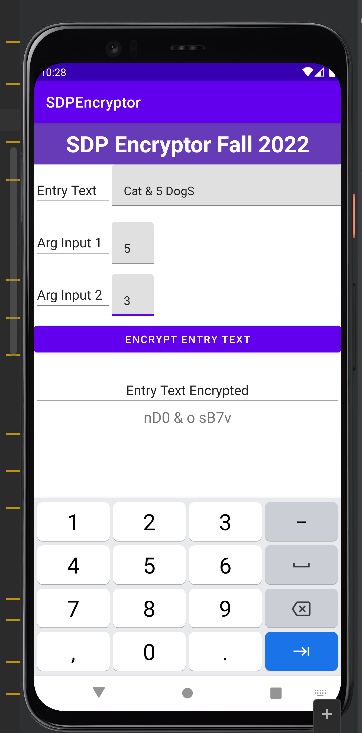 10:28
SDPEncryptor
SDP Encryptor Fall 2022
Entry Text Cat & 5 DogS
Arg Input 1 5
Arg Input 2 3
ENCRYPT ENTRY TEXT
Entry Text Encrypted
nD0 & o sB7v
1 2 3 –
4 5 6
7 8 9
, 0 .
+